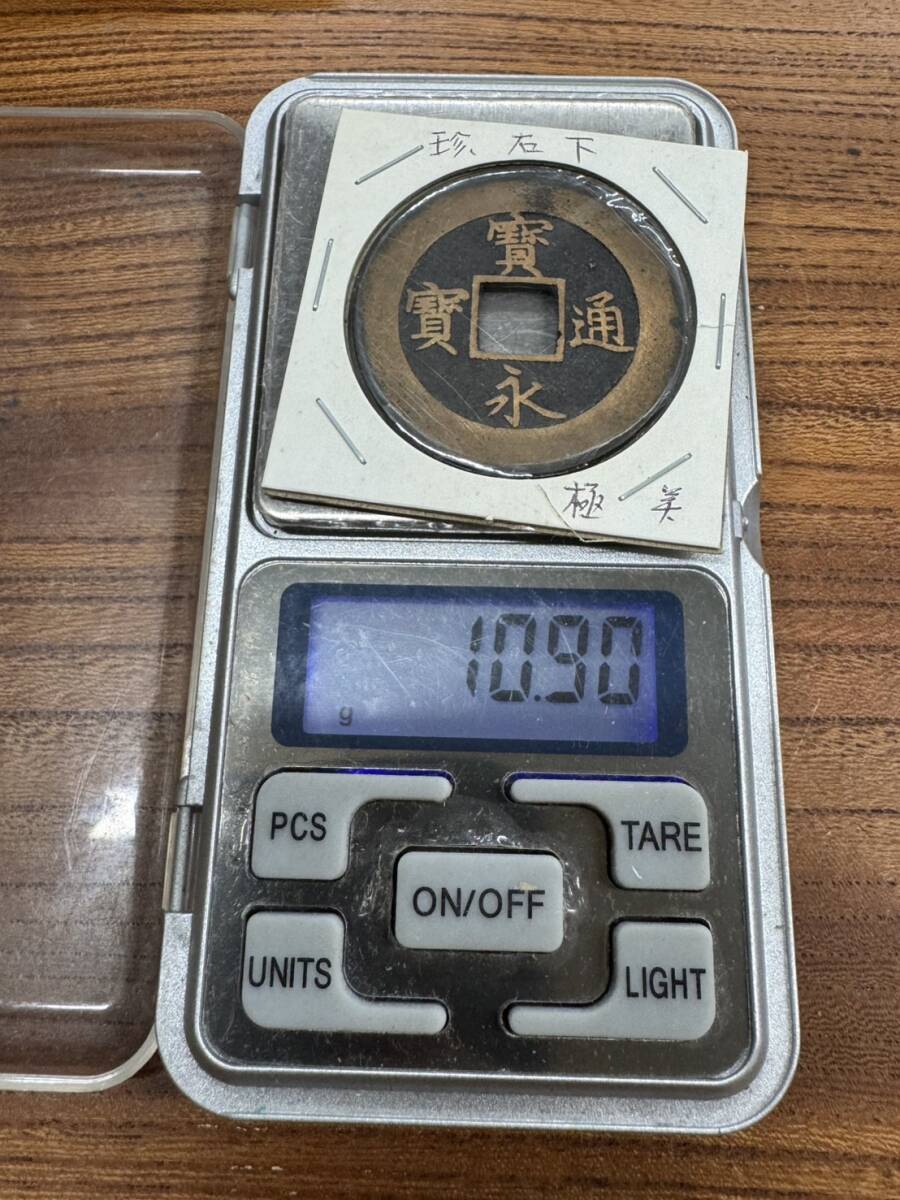 珍 右 下
寶永通寶
極 美
10.90
g
PCS
TARE
ON/OFF
UNITS
LIGHT